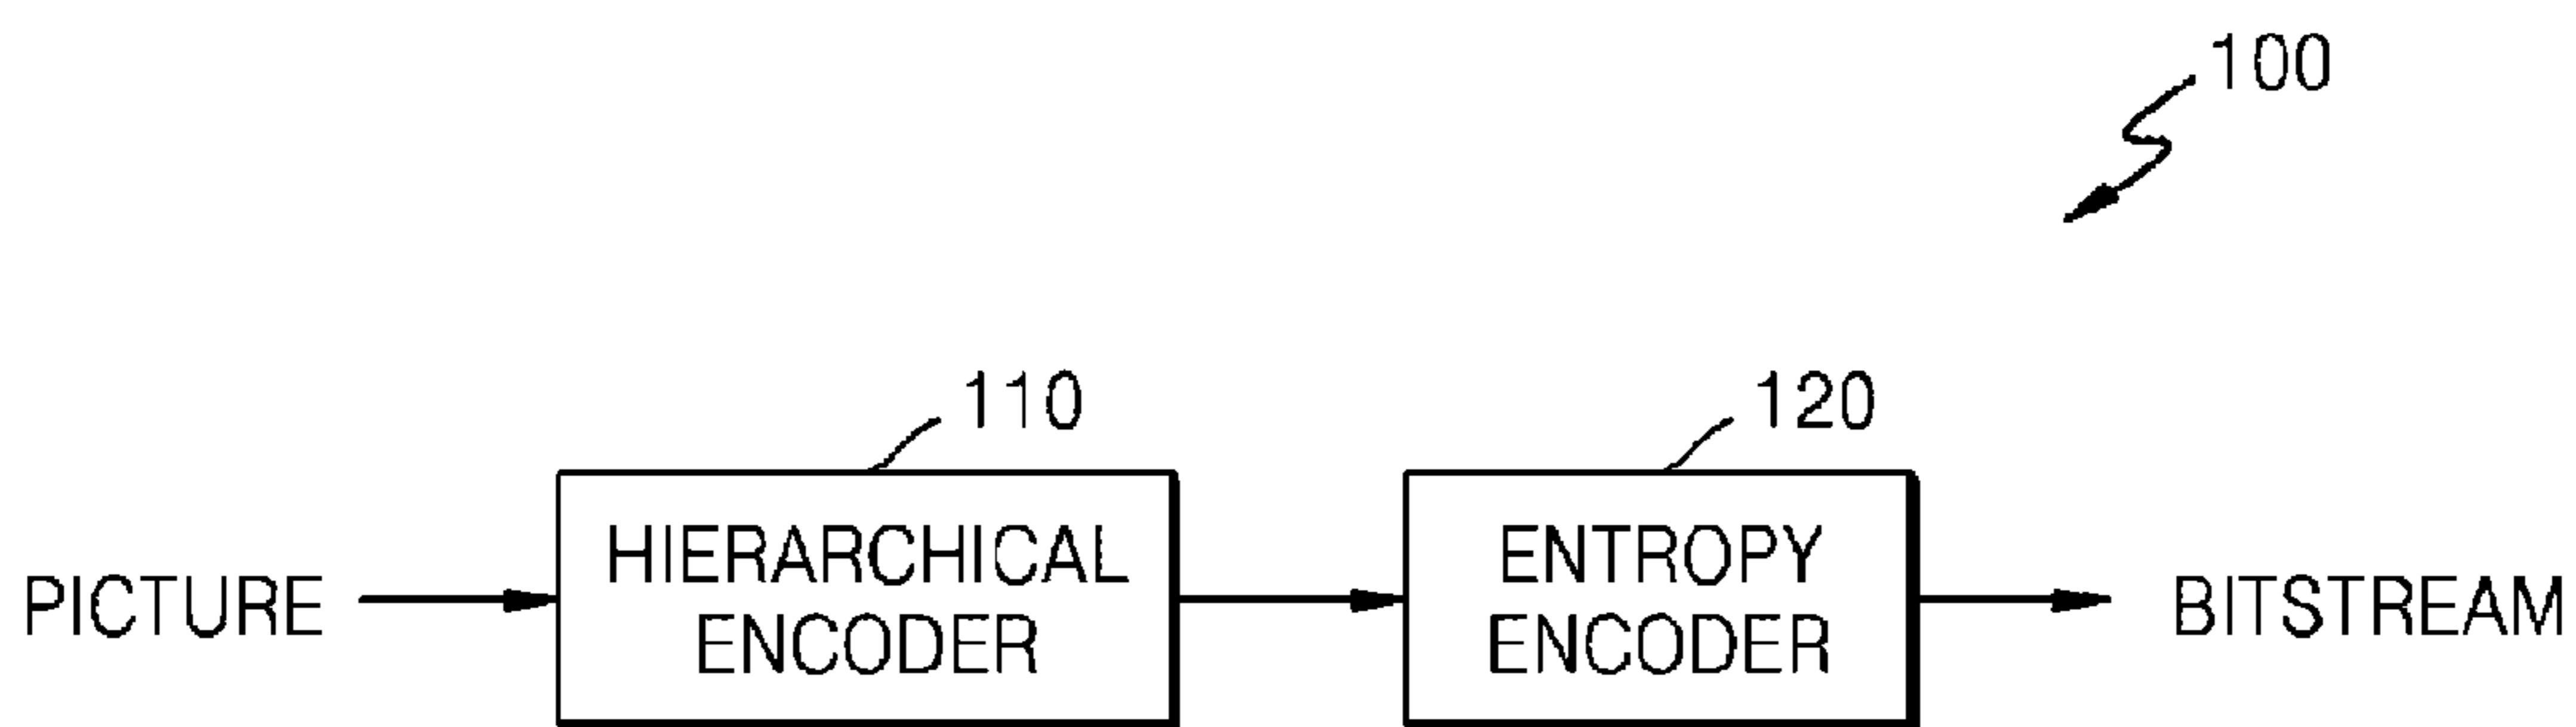 100
110
120
PICTURE
HIERARCHICAL
ENCODER
ENTROPY
ENCODER
BITSTREAM